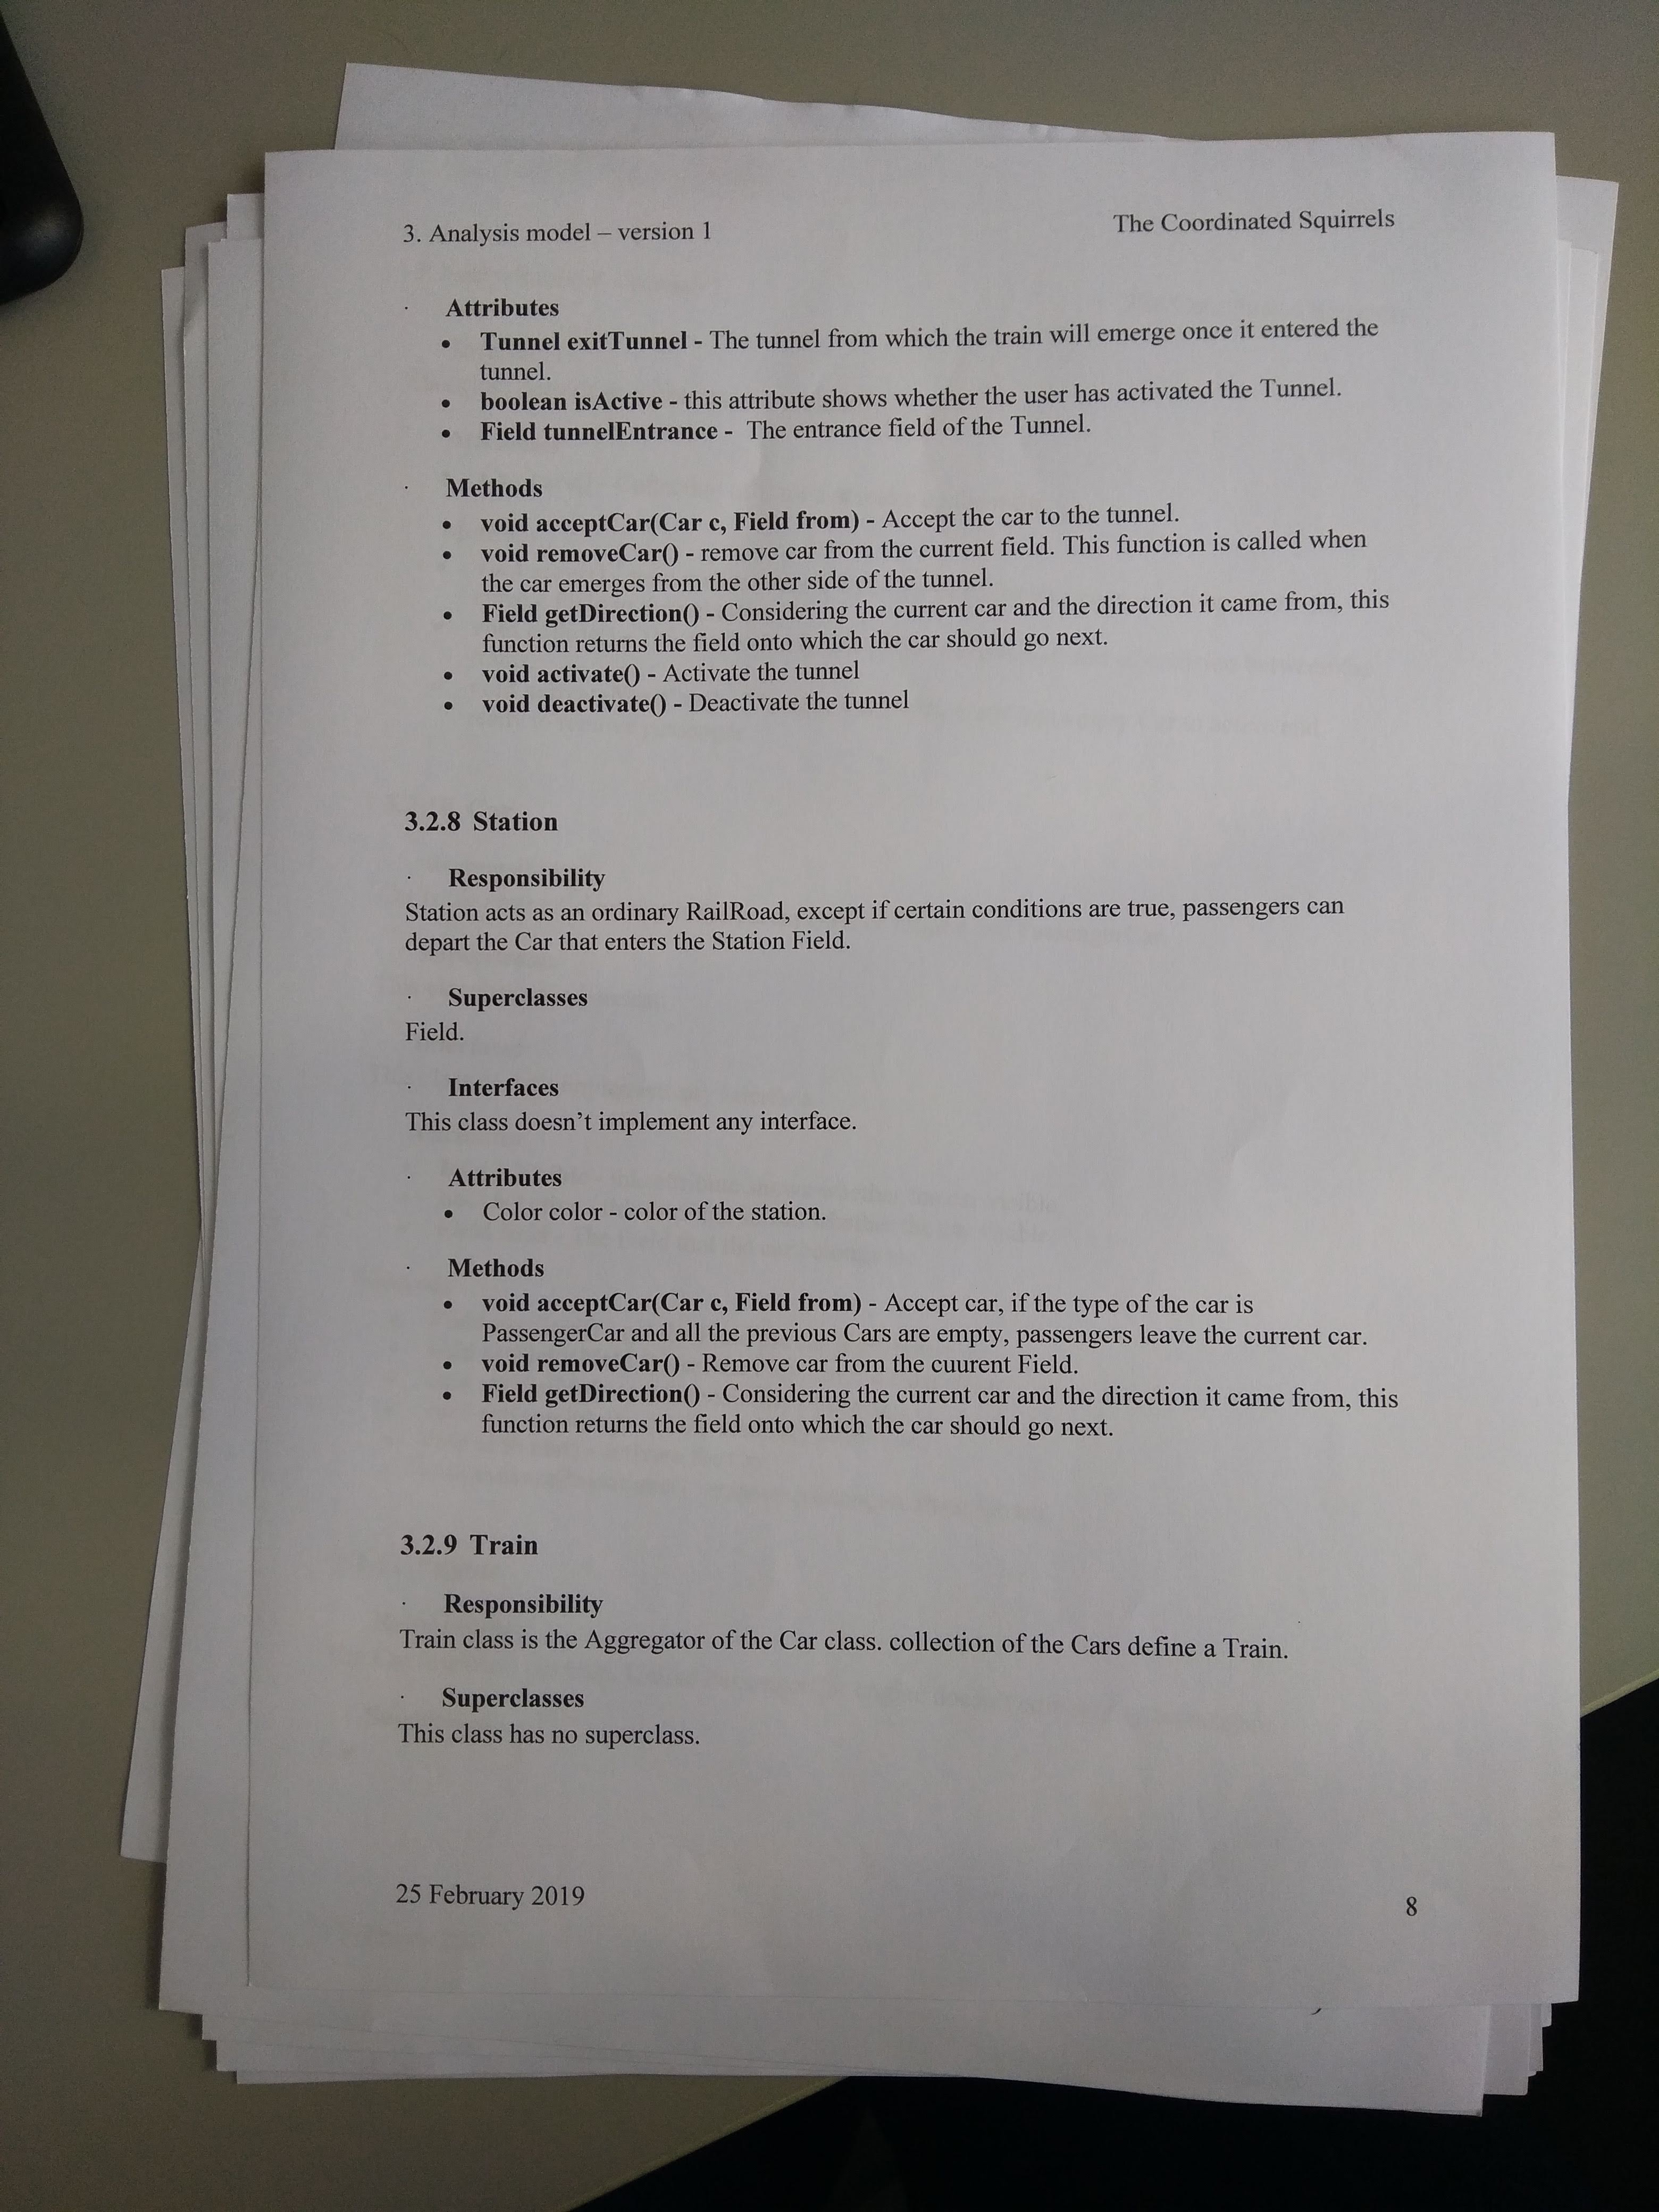 3. Analysis model – version 1
The Coordinated Squirrels
· Attributes
• Tunnel exitTunnel - The tunnel from which the train will emerge once it entered the
tunnel.
• boolean isActive - this attribute shows whether the user has activated the Tunnel.
• Field tunnelEntrance - The entrance field of the Tunnel.
· Methods
• void acceptCar(Car c, Field from) - Accept the car to the tunnel.
• void removeCar() - remove car from the current field. This function is called when
the car emerges from the other side of the tunnel.
• Field getDirection() - Considering the current car and the direction it came from, this
function returns the field onto which the car should go next.
• void activate() - Activate the tunnel
• void deactivate() - Deactivate the tunnel
3.2.8 Station
· Responsibility
Station acts as an ordinary RailRoad, except if certain conditions are true, passengers can
depart the Car that enters the Station Field.
· Superclasses
Field.
· Interfaces
This class doesn’t implement any interface.
· Attributes
• Color color - color of the station.
· Methods
• void acceptCar(Car c, Field from) - Accept car, if the type of the car is
PassengerCar and all the previous Cars are empty, passengers leave the current car.
• void removeCar() - Remove car from the cuurent Field.
• Field getDirection() - Considering the current car and the direction it came from, this
function returns the field onto which the car should go next.
3.2.9 Train
· Responsibility
Train class is the Aggregator of the Car class. collection of the Cars define a Train.
· Superclasses
This class has no superclass.
25 February 2019
8